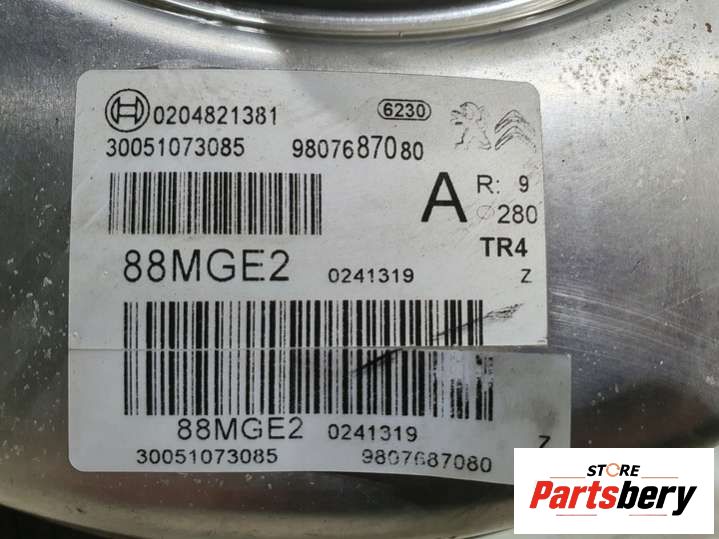 0204821381 6230
30051073085 9807687080
A R: 9
⌀280
TR4
88MGE2 0241319 Z
88MGE2 0241319 Z
30051073085 9807687080
STORE
Partsbery